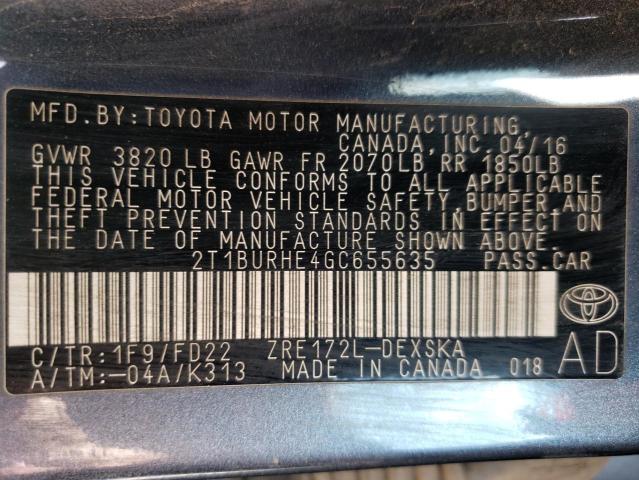 MFD.BY:TOYOTA MOTOR MANUFACTURING,
CANADA,INC.04/16
GVWR 3820 LB GAWR FR 2070LB RR 1850LB
THIS VEHICLE CONFORMS TO ALL APPLICABLE
FEDERAL MOTOR VEHICLE SAFETY,BUMPER,AND
THEFT PREVENTION STANDARDS IN EFFECT ON
THE DATE OF MANUFACTURE SHOWN ABOVE.
2T1BURHE4GC655635 PASS.CAR
C/TR:1F9/FD22 ZRE172L-DEXSKA
A/TM:-04A/K313 MADE IN CANADA 018
AD